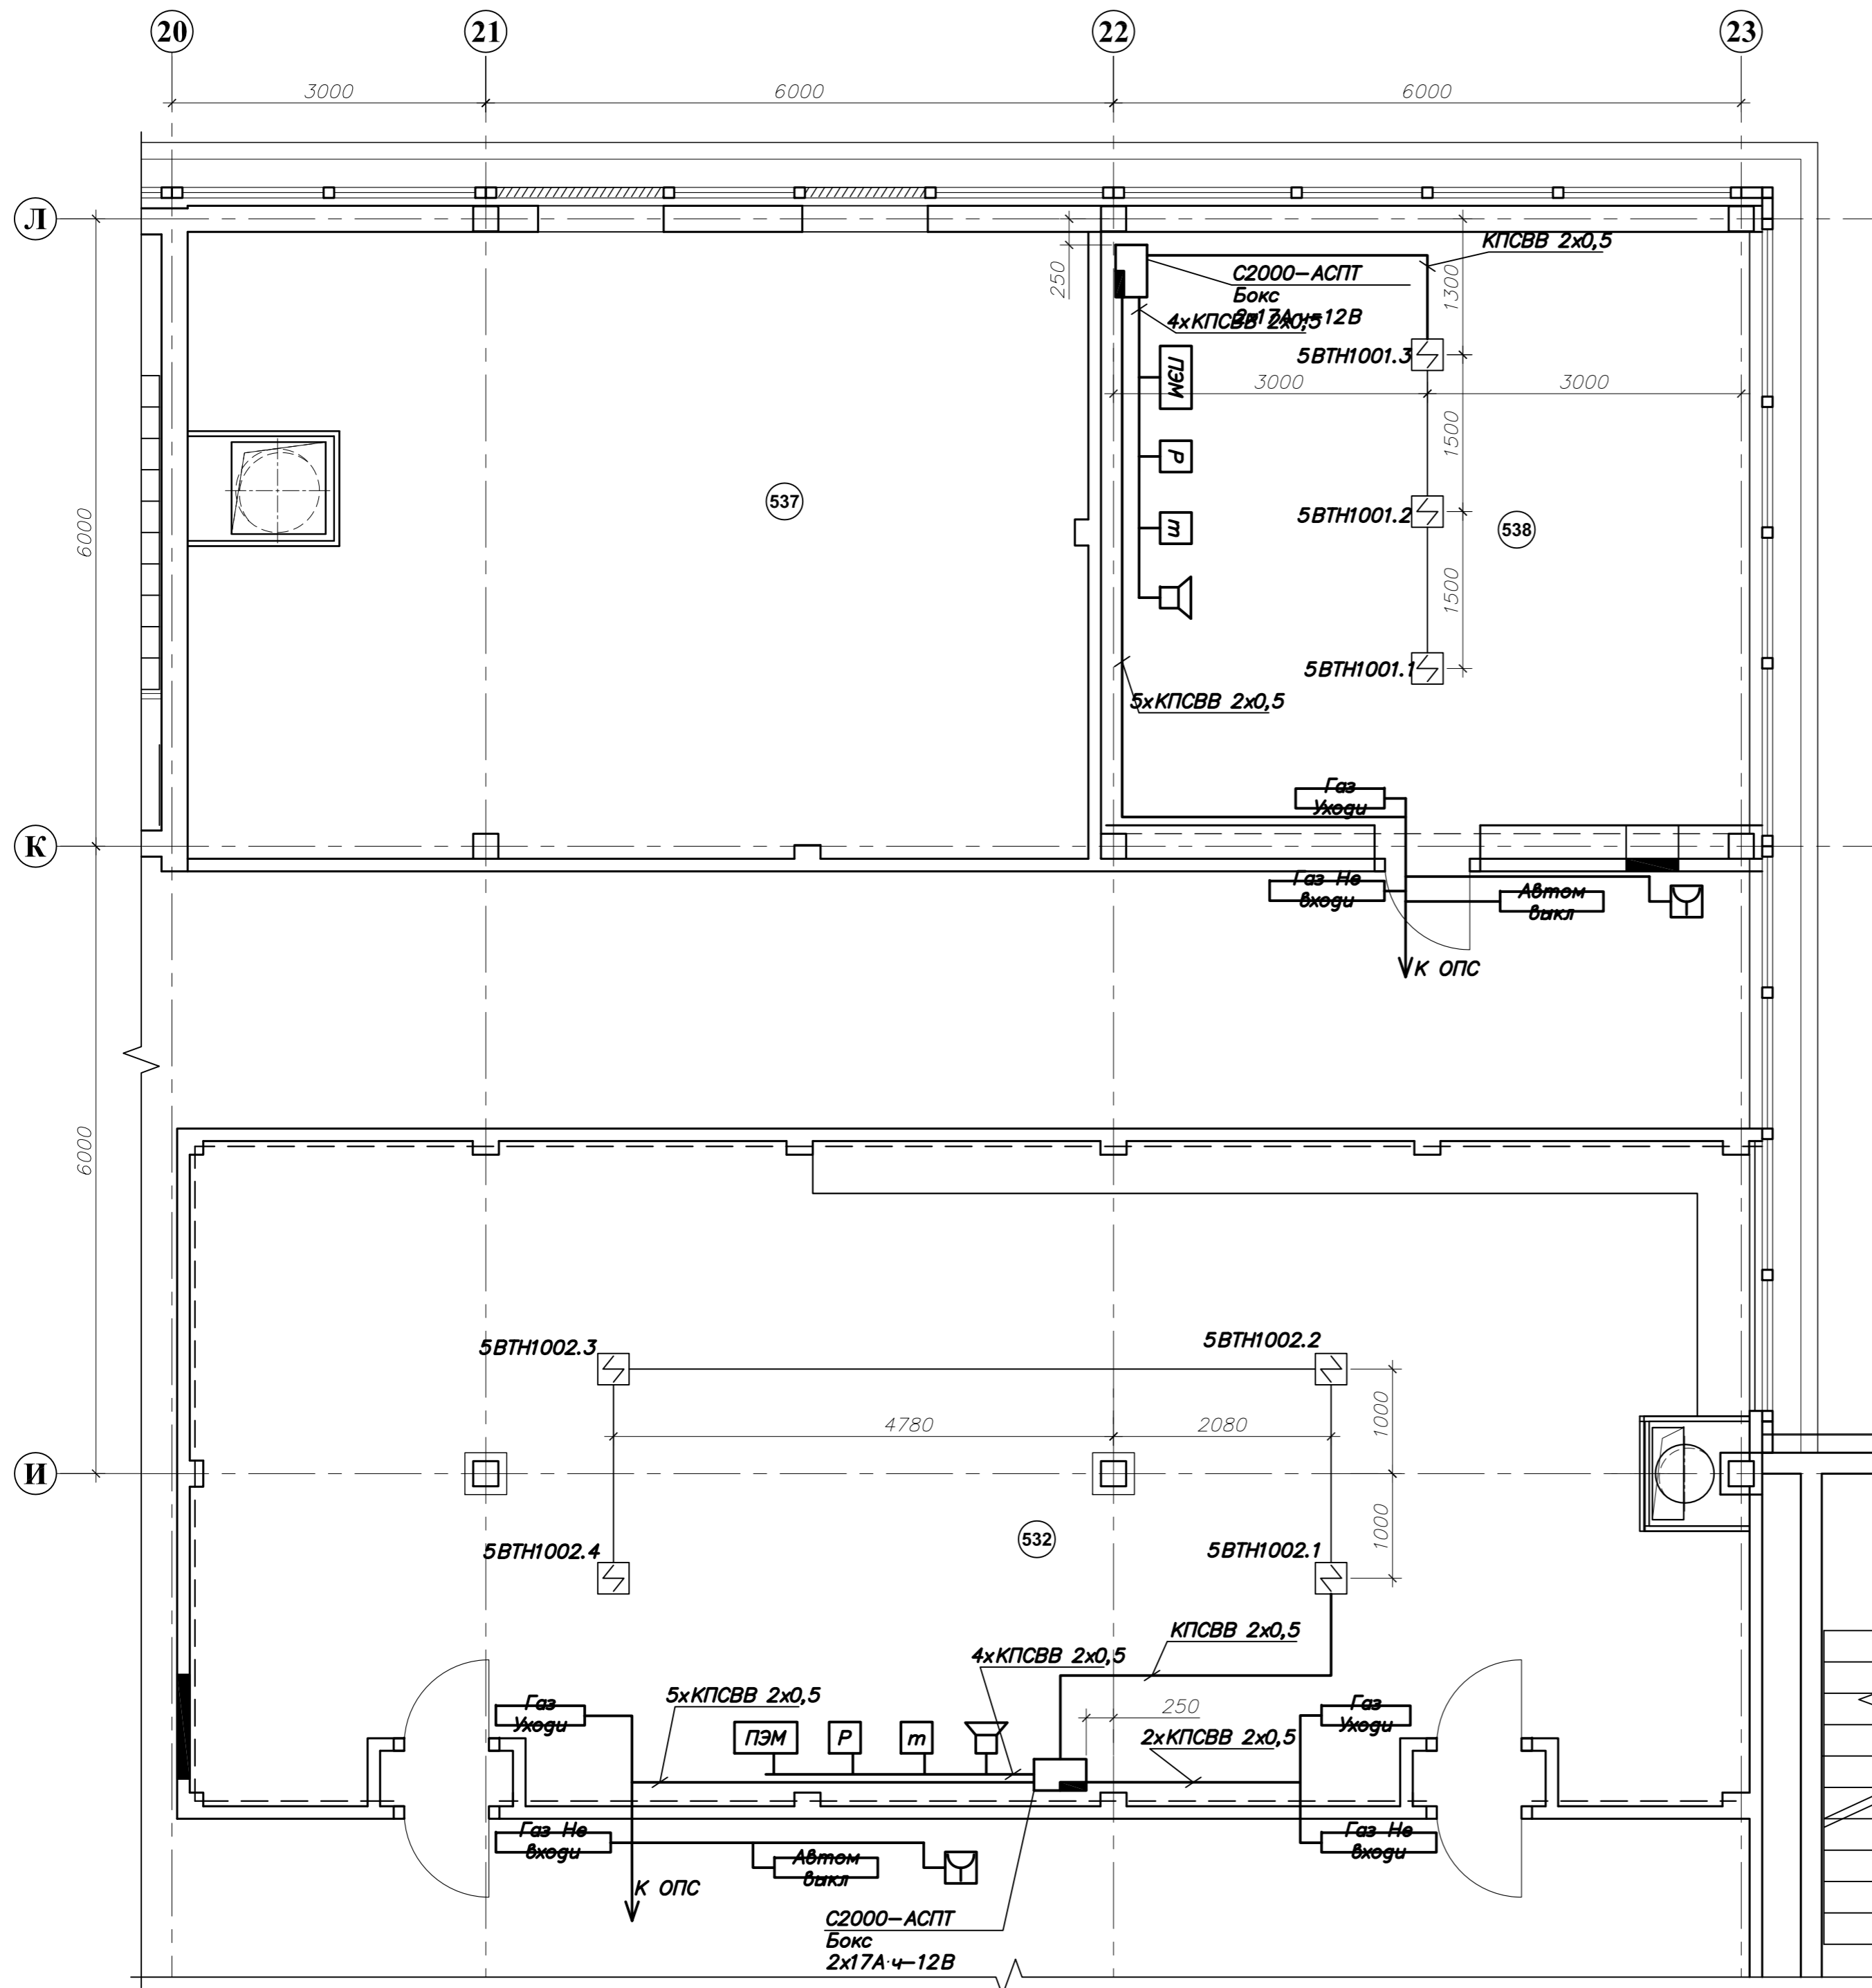 20
21
22
23
3000
6000
6000
Л
КПСВВ 2х0,5
250
С2000-АСПТ
Бокс
2х17А·ч-12В
1300
4хКПСВВ 2х0,5
5ВТН1001.3
ПЭМ
3000
3000
1500
Р
537
5ВТН1001.2
538
m
6000
1500
5ВТН1001.1
5хКПСВВ 2х0,5
Газ
Уходи
К
Газ Не
входи
Автом
выкл
К ОПС
6000
5ВТН1002.3
5ВТН1002.2
1000
4780
2080
И
1000
532
5ВТН1002.4
5ВТН1002.1
КПСВВ 2х0,5
4хКПСВВ 2х0,5
5хКПСВВ 2х0,5
Газ
Уходи
250
Газ
Уходи
ПЭМ
Р
m
2хКПСВВ 2х0,5
Газ Не
входи
Газ Не
входи
Автом
выкл
К ОПС
С2000-АСПТ
Бокс
2х17А·ч-12В